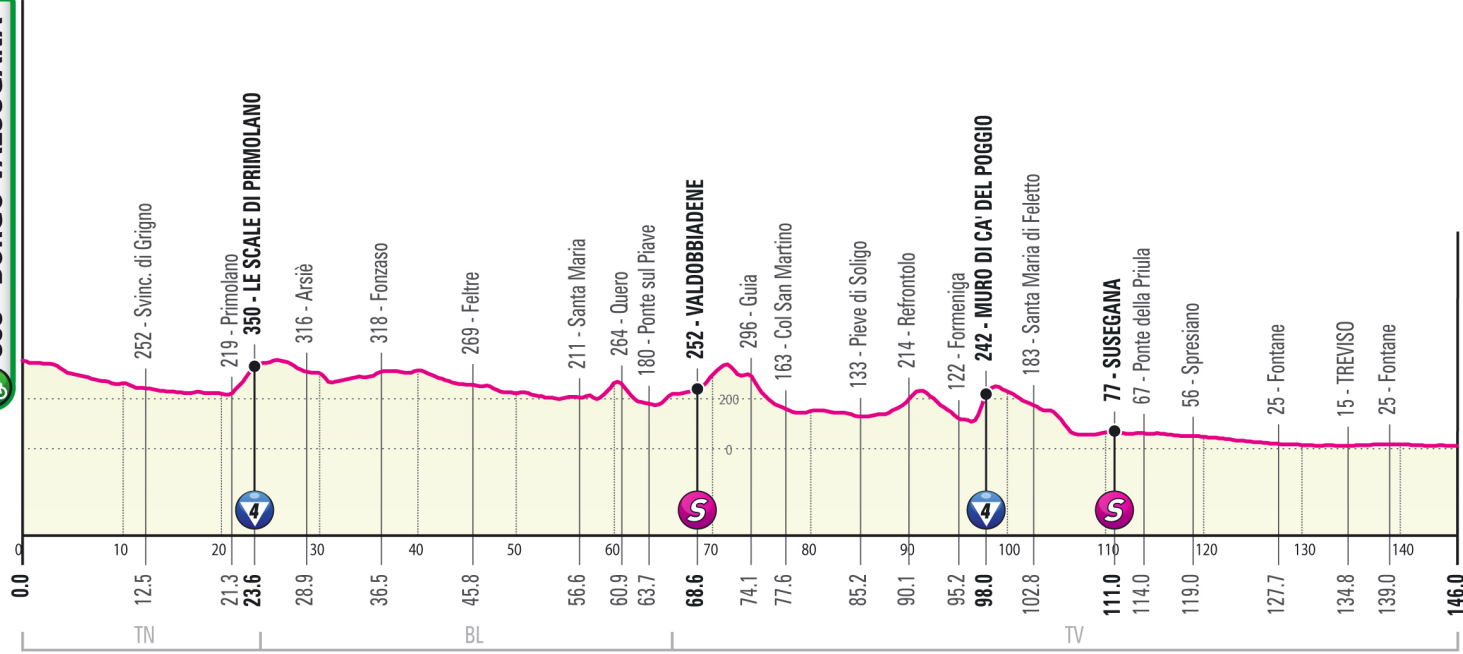 252 - Svinc. di Grigno
219 - Primolano
350 - LE SCALE DI PRIMOLANO
316 - Arsiè
318 - Fonzaso
269 - Feltre
211 - Santa Maria
264 - Quero
180 - Ponte sul Piave
252 - VALDOBBIADENE
296 - Guia
163 - Col San Martino
133 - Pieve di Soligo
214 - Refrontolo
122 - Formeniga
242 - MURO DI CA' DEL POGGIO
183 - Santa Maria di Feletto
77 - SUSEGANA
67 - Ponte della Priula
56 - Spresiano
25 - Fontane
15 - TREVISO
25 - Fontane
200
0
4 S 4 S
0 10 20 30 40 50 60 70 80 90 100 110 120 130 140
0.0 12.5 21.3 23.6 28.9 36.5 45.8 56.6 60.9 63.7 68.6 74.1 77.6 85.2 90.1 95.2 98.0 102.8 111.0 114.0 119.0 127.7 134.8 139.0 146.0
TN BL TV